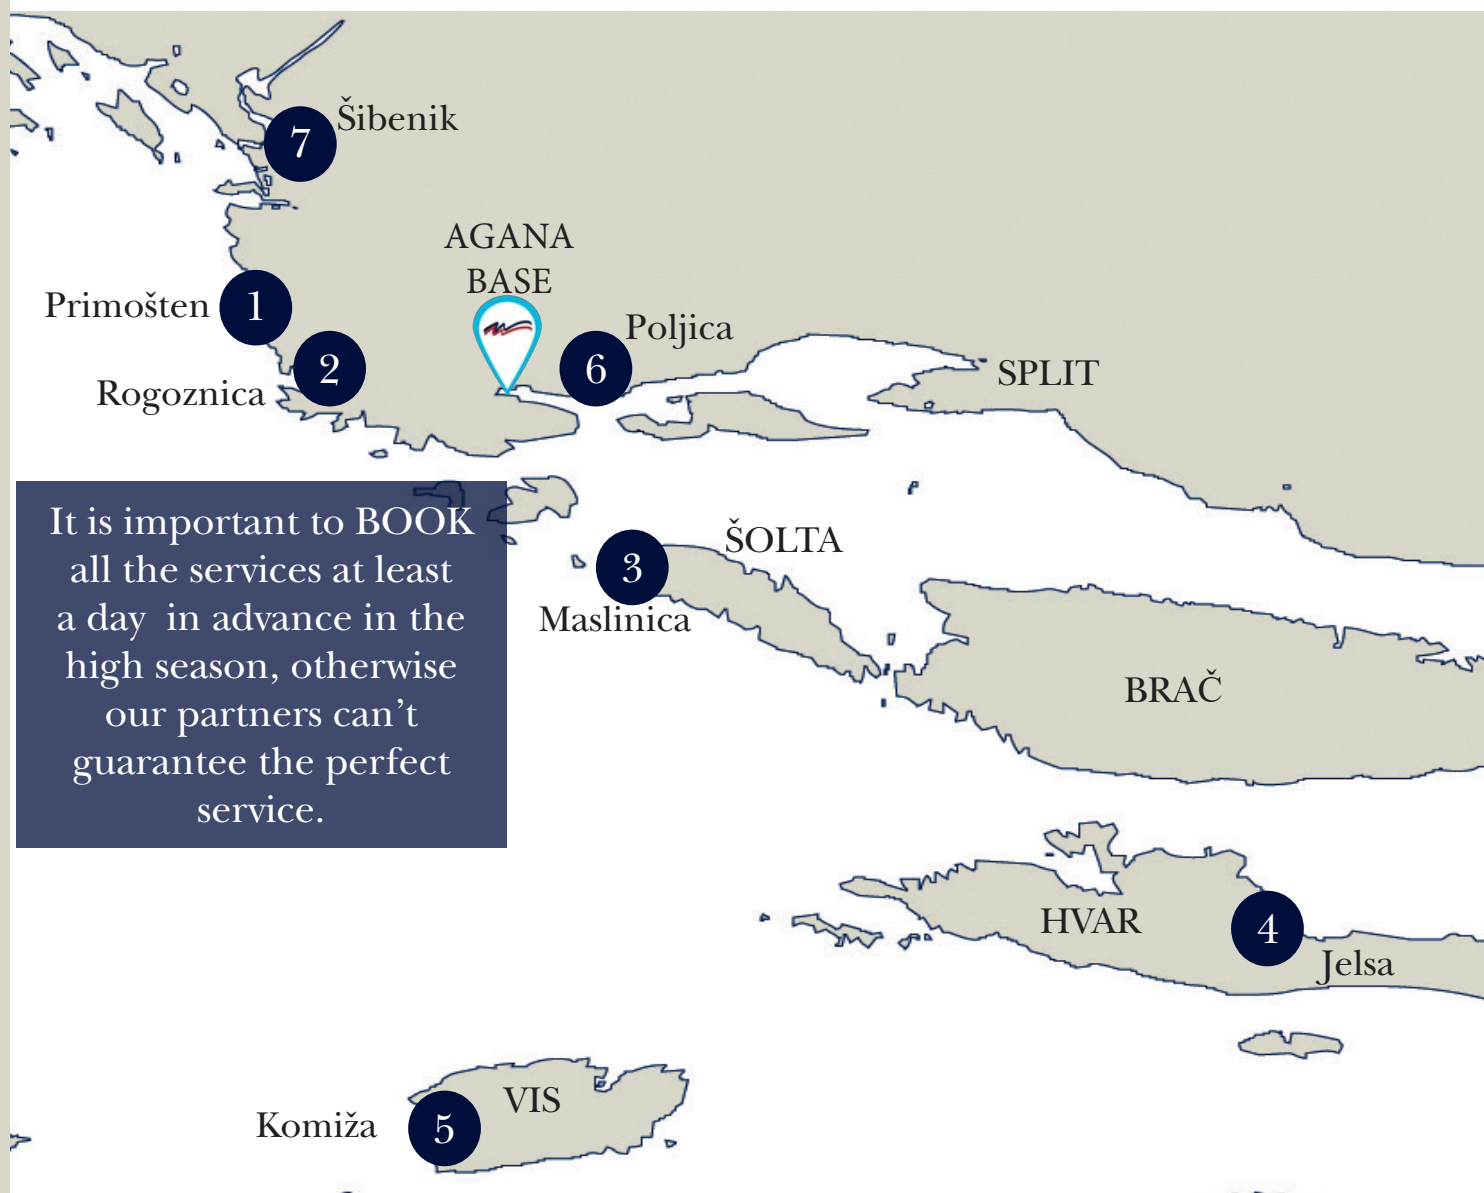 Šibenik
7
AGANA
BASE
Primošten
1
Poljica
2
6
SPLIT
Rogoznica
It is important to BOOK
all the services at least
a day  in advance in the
high season, otherwise
our partners can’t
guarantee the perfect
service.
ŠOLTA
3
Maslinica
BRAČ
HVAR
4
Jelsa
VIS
Komiža
5